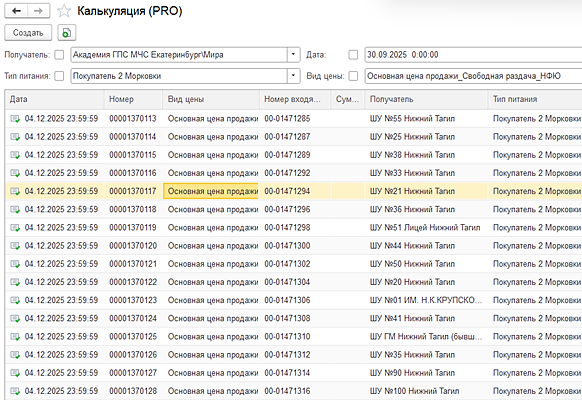 Калькуляция (PRO)
Создать
Получатель: Академия ГПС МЧС Екатеринбург\Мира Дата: 30.09.2025 0:00:00
Тип питания: Покупатель 2 Морковки Вид цены: Основная цена продажи_Свободная раздача_НФЮ
Дата Номер Вид цены Номер входя... Сум... Получатель Тип питания
04.12.2025 23:59:59 00001370113 Основная цена продажи 00-01471285 ШУ №55 Нижний Тагил Покупатель 2 Морковки
04.12.2025 23:59:59 00001370114 Основная цена продажи 00-01471287 ШУ №25 Нижний Тагил Покупатель 2 Морковки
04.12.2025 23:59:59 00001370115 Основная цена продажи 00-01471289 ШУ №38 Нижний Тагил Покупатель 2 Морковки
04.12.2025 23:59:59 00001370116 Основная цена продажи 00-01471292 ШУ №33 Нижний Тагил Покупатель 2 Морковки
04.12.2025 23:59:59 00001370117 Основная цена продажи 00-01471294 ШУ №21 Нижний Тагил Покупатель 2 Морковки
04.12.2025 23:59:59 00001370118 Основная цена продажи 00-01471296 ШУ №36 Нижний Тагил Покупатель 2 Морковки
04.12.2025 23:59:59 00001370119 Основная цена продажи 00-01471298 ШУ №51 Лицей Нижний Тагил Покупатель 2 Морковки
04.12.2025 23:59:59 00001370120 Основная цена продажи 00-01471300 ШУ №44 Нижний Тагил Покупатель 2 Морковки
04.12.2025 23:59:59 00001370121 Основная цена продажи 00-01471302 ШУ №50 Нижний Тагил Покупатель 2 Морковки
04.12.2025 23:59:59 00001370122 Основная цена продажи 00-01471304 ШУ №20 Нижний Тагил Покупатель 2 Морковки
04.12.2025 23:59:59 00001370123 Основная цена продажи 00-01471306 ШУ №01 ИМ. Н.К.КРУПСКО... Покупатель 2 Морковки
04.12.2025 23:59:59 00001370124 Основная цена продажи 00-01471308 ШУ №41 Нижний Тагил Покупатель 2 Морковки
04.12.2025 23:59:59 00001370125 Основная цена продажи 00-01471310 ШУ ГМ Нижний Тагил (бывш... Покупатель 2 Морковки
04.12.2025 23:59:59 00001370126 Основная цена продажи 00-01471312 ШУ №35 Нижний Тагил Покупатель 2 Морковки
04.12.2025 23:59:59 00001370127 Основная цена продажи 00-01471314 ШУ №90 Нижний Тагил Покупатель 2 Морковки
04.12.2025 23:59:59 00001370128 Основная цена продажи 00-01471316 ШУ №100 Нижний Тагил Покупатель 2 Морковки